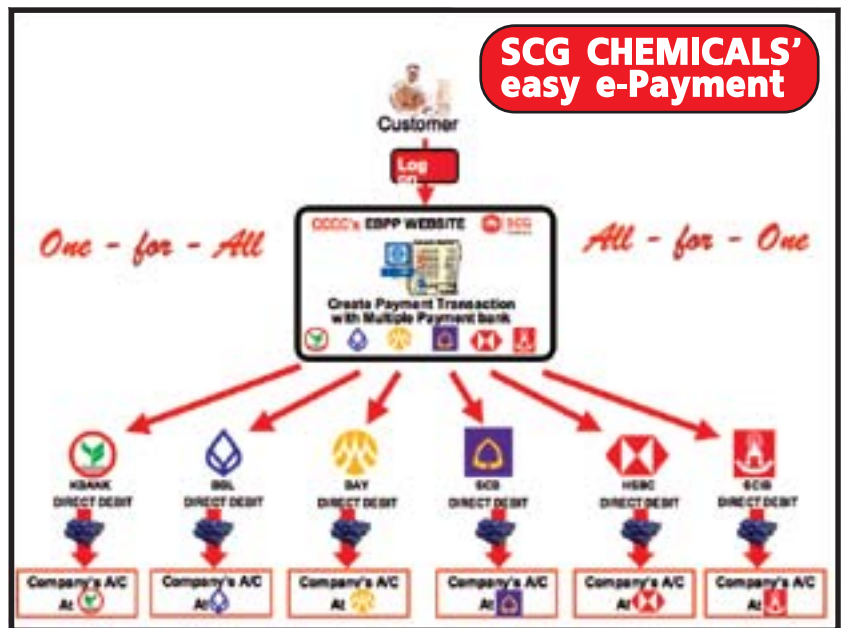 SCG CHEMICALS'
easy e-Payment
Customer
Log
on
One - for - All
All - for - One
CCCC's EBPP WEBSITE
SCG
Create Payment Transaction
with Multiple Payment bank
KBANK
DIRECT DEBIT
BBL
DIRECT DEBIT
BAY
DIRECT DEBIT
SCB
DIRECT DEBIT
HSBC
DIRECT DEBIT
SCIB
DIRECT DEBIT
Company's A/C
At
Company's A/C
At
Company's A/C
At
Company's A/C
At
Company's A/C
At
Company's A/C
At